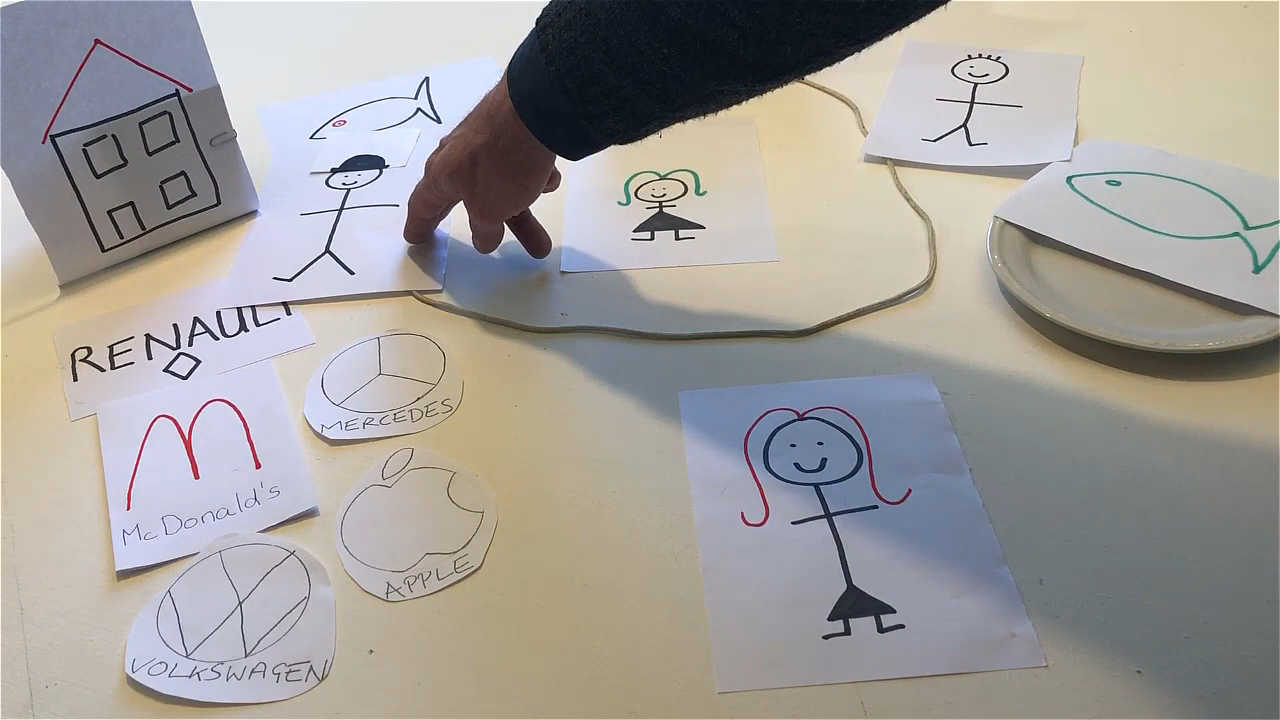 RENAULT
MERCEDES
McDonald's
APPLE
VOLKSWAGEN